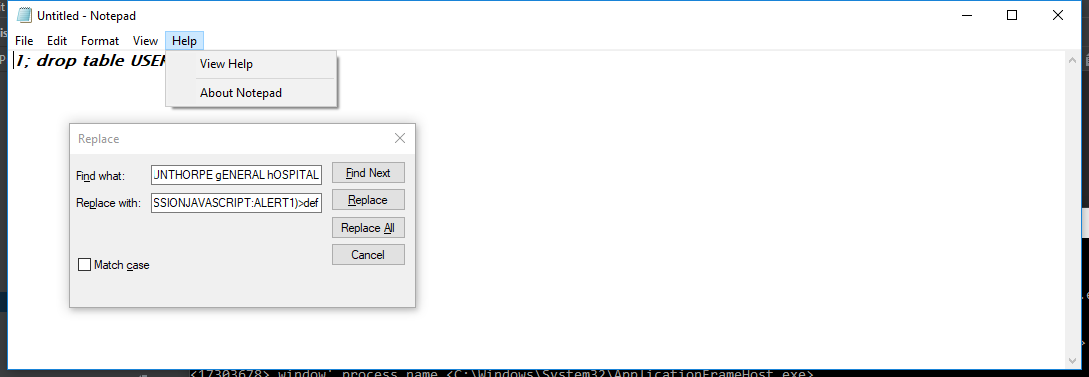 Untitled - Notepad
File Edit Format View Help
1; drop table USE
View Help
About Notepad
Replace
Find what: UNTHORPE gENERAL hOSPITAL Find Next
Replace with: SSIONJAVASCRIPT:ALERT1)>def Replace
Replace All
Match case Cancel
<17303678> window' process name <C:\Windows\System32\ApplicationFrameHost.exe>